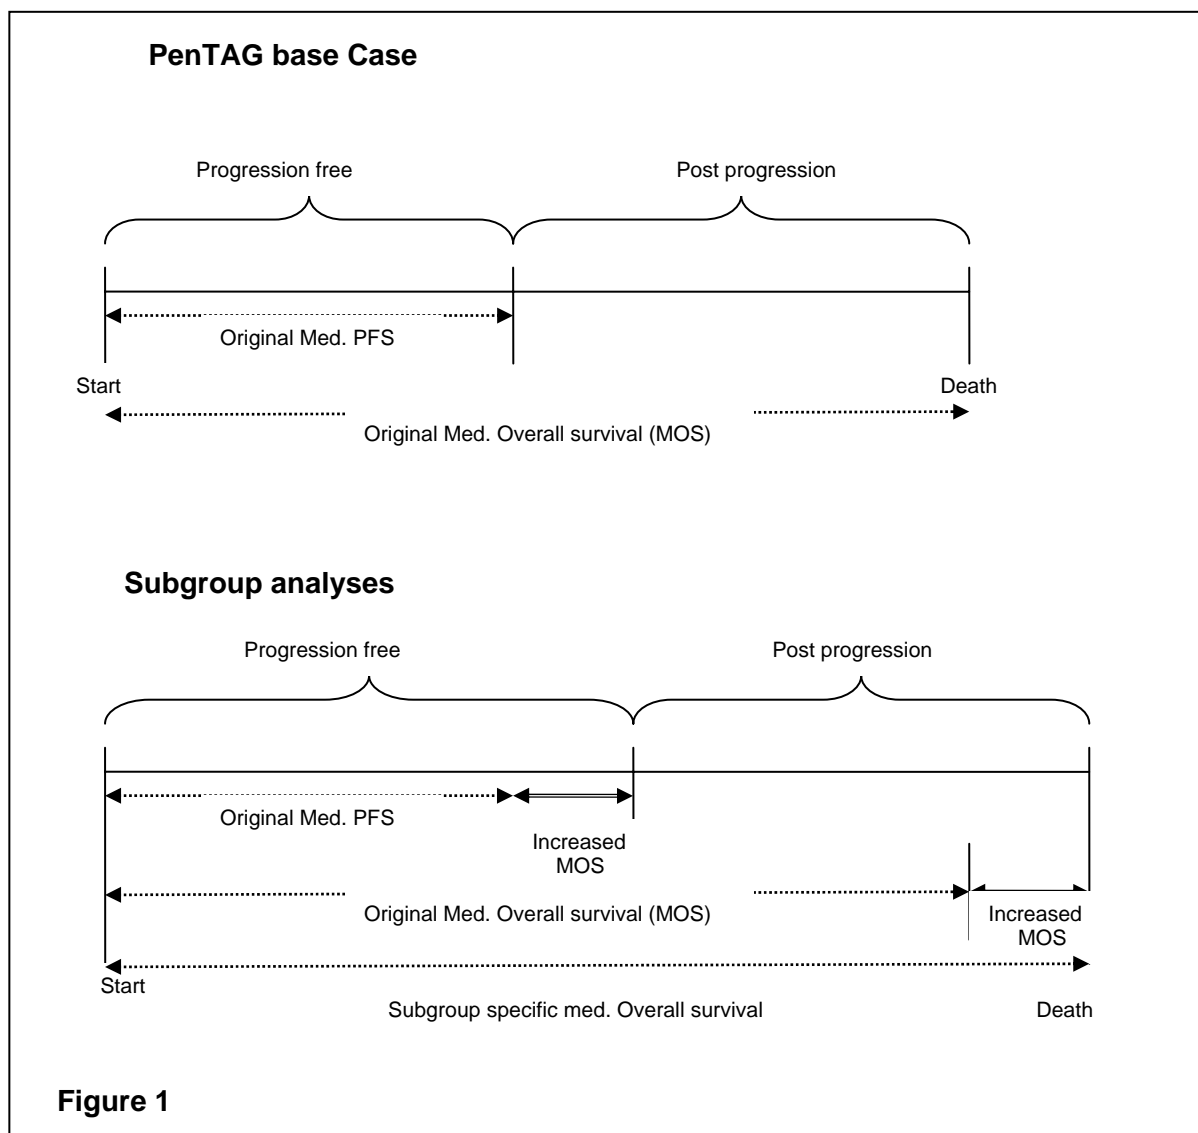 PenTAG base Case
Progression free
Post progression
Original Med. PFS
Start
Death
Original Med. Overall survival (MOS)
Subgroup analyses
Progression free
Post progression
Original Med. PFS
Increased
MOS
Original Med. Overall survival (MOS)
Increased
MOS
Start
Subgroup specific med. Overall survival
Death
Figure 1